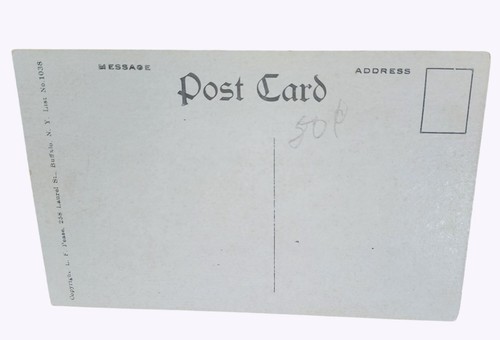 MESSAGE
Post Card
ADDRESS
50¢
Copyright, L. F. Pease, 258 Laurel St., Buffalo, N. Y. List No. 1038